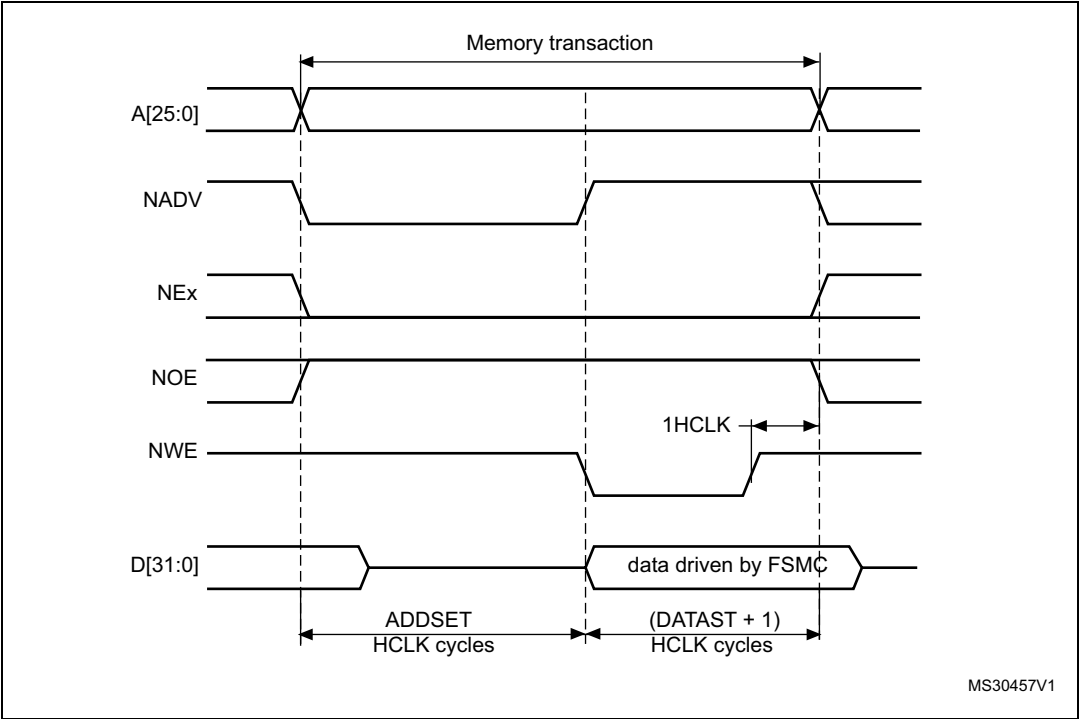 Memory transaction
A[25:0]
NADV
NEx
NOE
1HCLK
NWE
D[31:0]
data driven by FSMC
ADDSET
HCLK cycles
(DATAST + 1)
HCLK cycles
MS30457V1